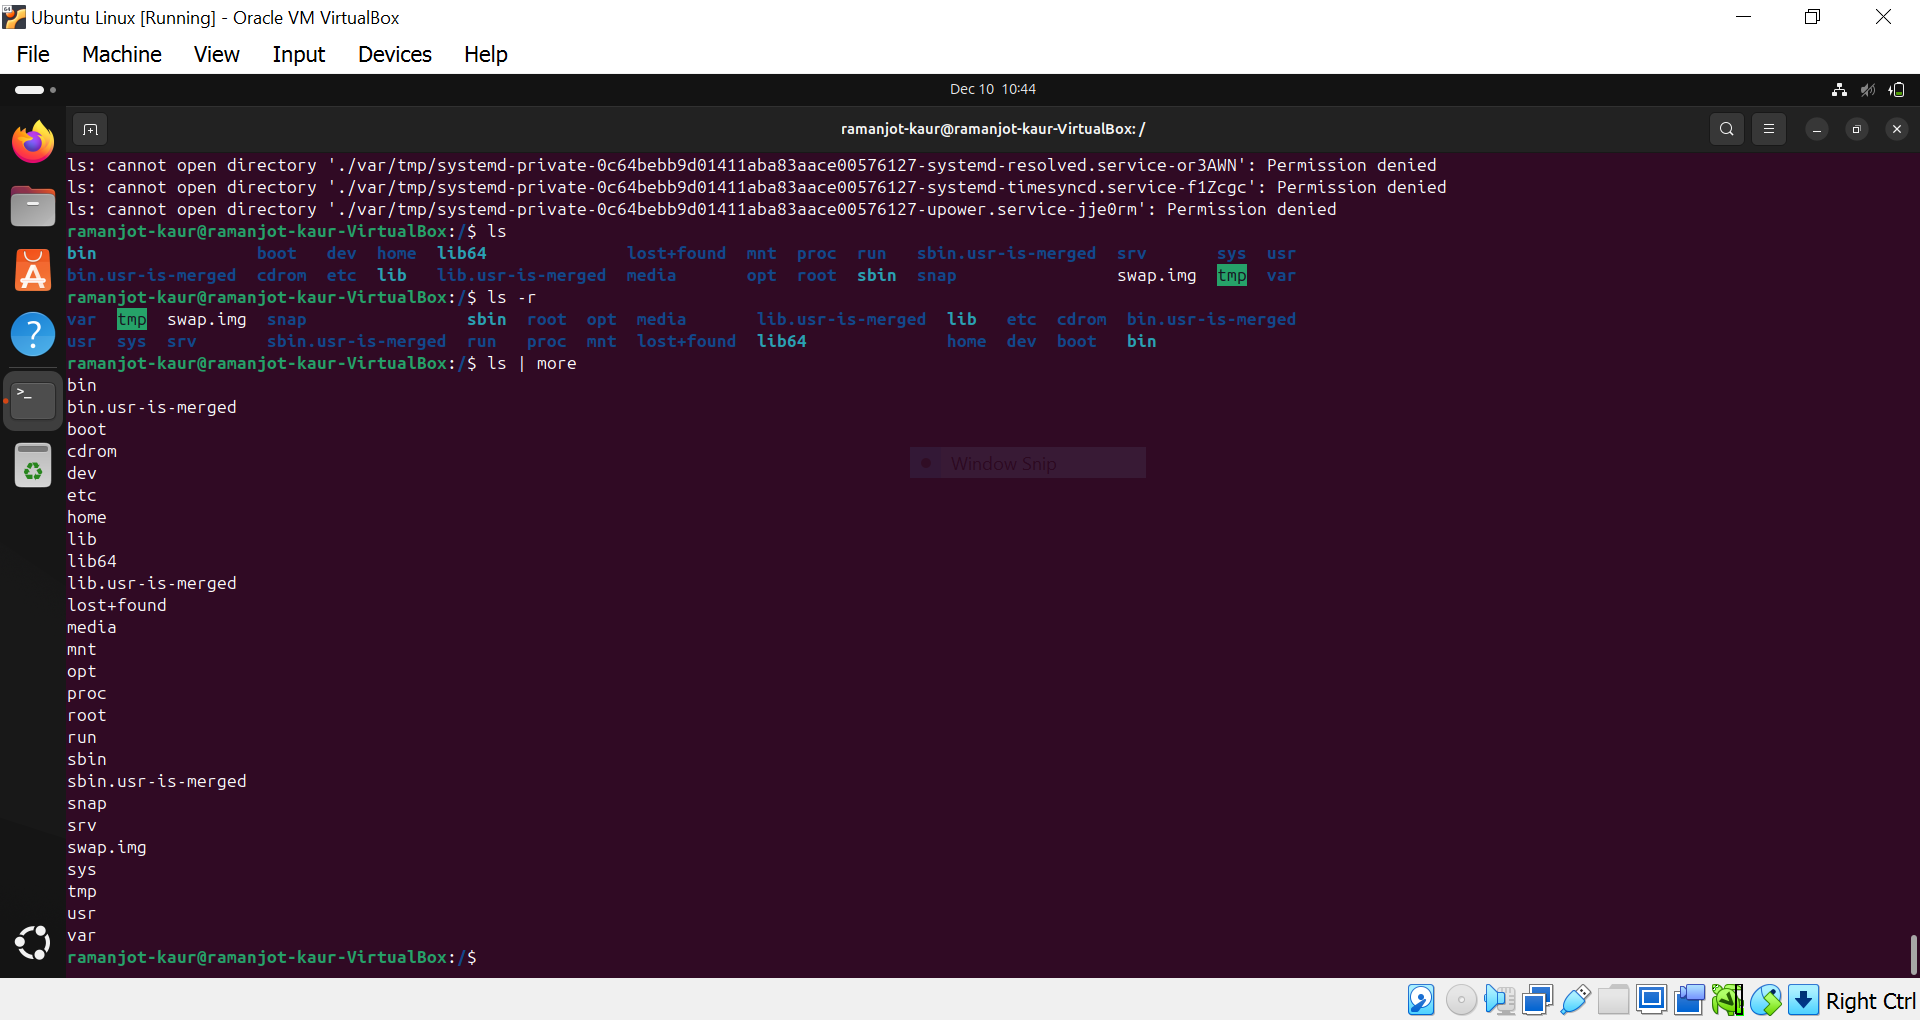 Ubuntu Linux [Running] - Oracle VM VirtualBox
File Machine View Input Devices Help
Dec 10 10:44
ramanjot-kaur@ramanjot-kaur-VirtualBox: /
ls: cannot open directory './var/tmp/systemd-private-0c64bebb9d01411aba83aace00576127-systemd-resolved.service-or3AWN': Permission denied
ls: cannot open directory './var/tmp/systemd-private-0c64bebb9d01411aba83aace00576127-systemd-timesyncd.service-f1Zcgc': Permission denied
ls: cannot open directory './var/tmp/systemd-private-0c64bebb9d01411aba83aace00576127-upower.service-jje0rm': Permission denied
ramanjot-kaur@ramanjot-kaur-VirtualBox:/$ ls
bin boot dev home lib64 lost+found mnt proc run sbin.usr-is-merged srv sys usr
bin.usr-is-merged cdrom etc lib lib.usr-is-merged media opt root sbin snap swap.img tmp var
ramanjot-kaur@ramanjot-kaur-VirtualBox:/$ ls -r
var tmp swap.img snap sbin root opt media lib.usr-is-merged lib etc cdrom bin.usr-is-merged
usr sys srv sbin.usr-is-merged run proc mnt lost+found lib64 home dev boot bin
ramanjot-kaur@ramanjot-kaur-VirtualBox:/$ ls | more
bin
bin.usr-is-merged
boot
cdrom
Window Snip
dev
etc
home
lib
lib64
lib.usr-is-merged
lost+found
media
mnt
opt
proc
root
run
sbin
sbin.usr-is-merged
snap
srv
swap.img
sys
tmp
usr
var
ramanjot-kaur@ramanjot-kaur-VirtualBox:/$
Right Ctrl